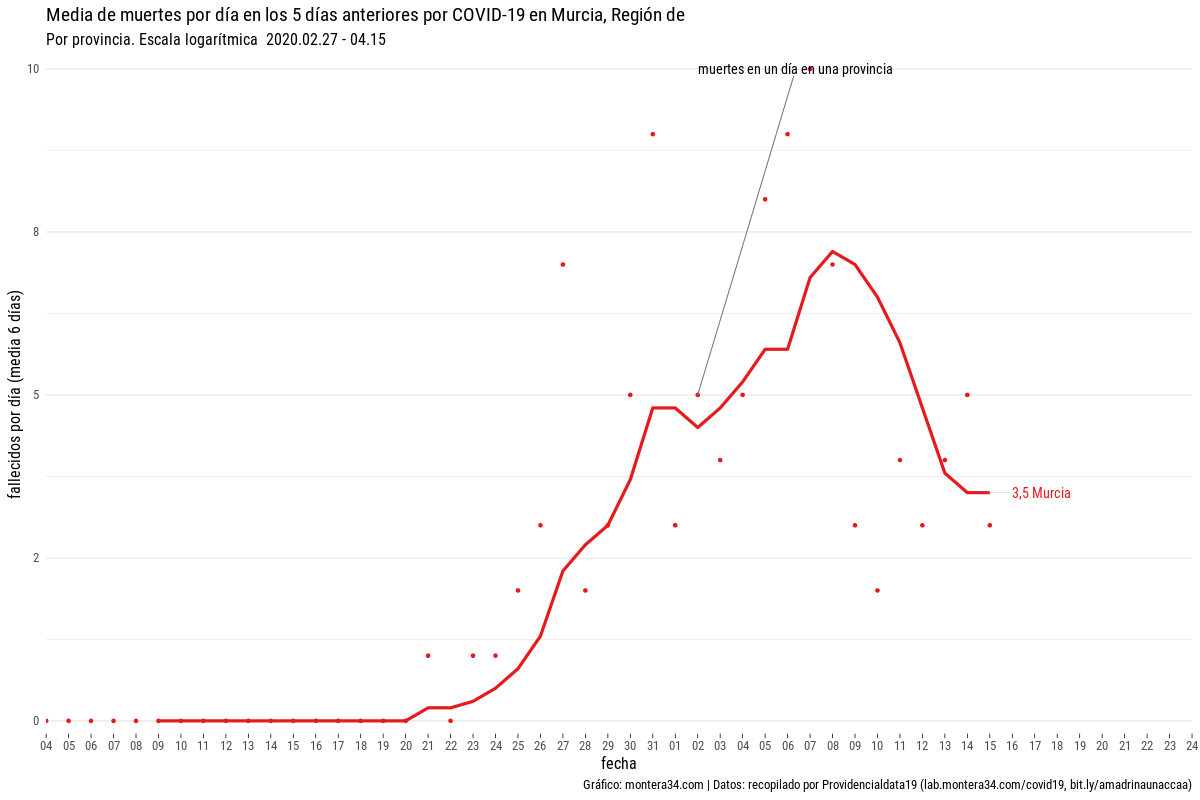 Media de muertes por día en los 5 días anteriores por COVID-19 en Murcia, Región de
Por provincia. Escala logarítmica 2020.02.27 - 04.15
10
muertes en un día en una provincia
8
5
3,5 Murcia
2
0
fallecidos por día (media 6 días)
04 05 06 07 08 09 10 11 12 13 14 15 16 17 18 19 20 21 22 23 24 25 26 27 28 29 30 31 01 02 03 04 05 06 07 08 09 10 11 12 13 14 15 16 17 18 19 20 21 22 23 24
fecha
Gráfico: montera34.com | Datos: recopilado por Providencialdata19 (lab.montera34.com/covid19, bit.ly/amadrinaunaccaa)